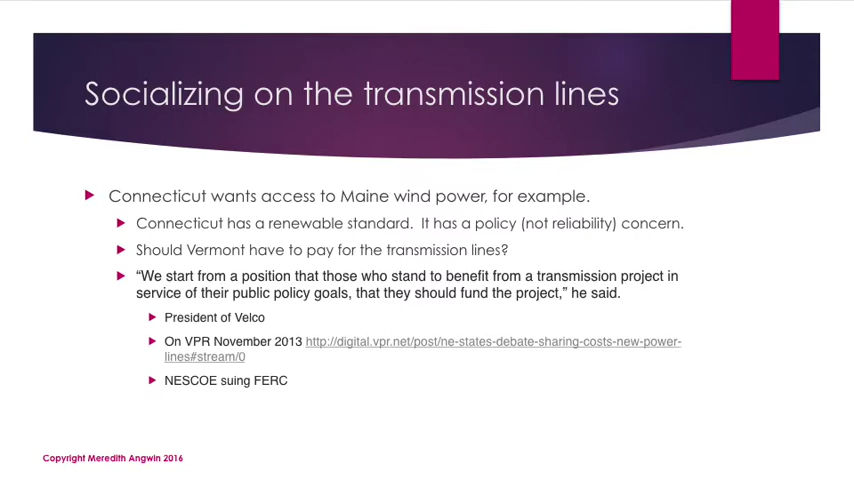 Socializing on the transmission lines
Connecticut wants access to Maine wind power, for example.
Connecticut has a renewable standard.  It has a policy (not reliability) concern.
Should Vermont have to pay for the transmission lines?
“We start from a position that those who stand to benefit from a transmission project in
service of their public policy goals, that they should fund the project,” he said.
President of Velco
On VPR November 2013 http://digital.vpr.net/post/ne-states-debate-sharing-costs-new-power-
lines#stream/0
NESCOE suing FERC
Copyright Meredith Angwin 2016